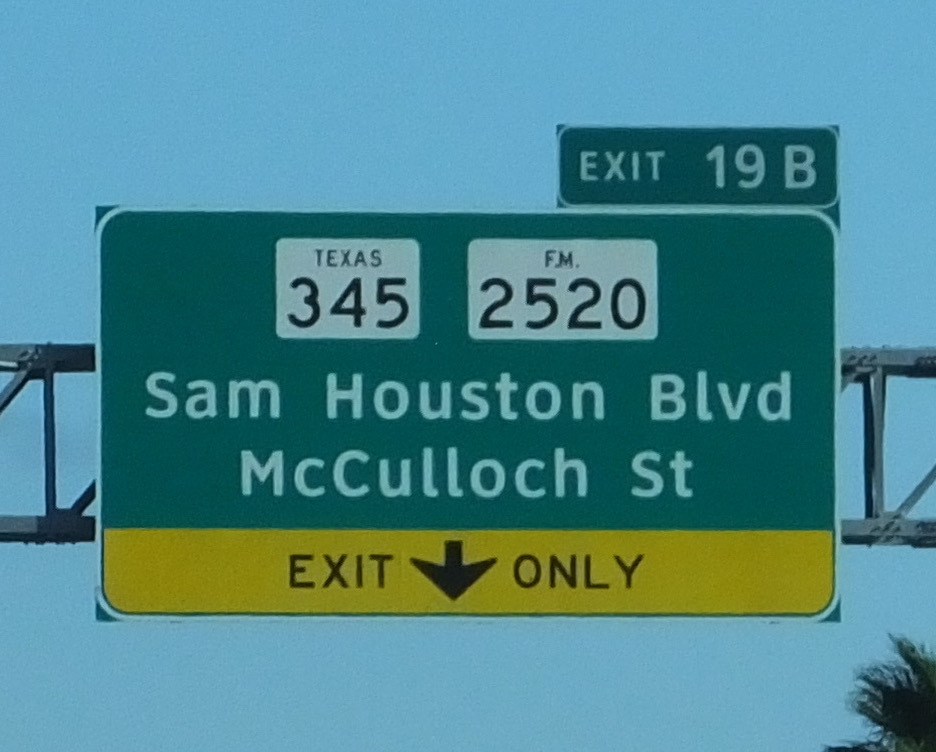 EXIT 19 B
TEXAS F.M.
345 2520
Sam Houston Blvd
McCulloch St
EXIT ONLY